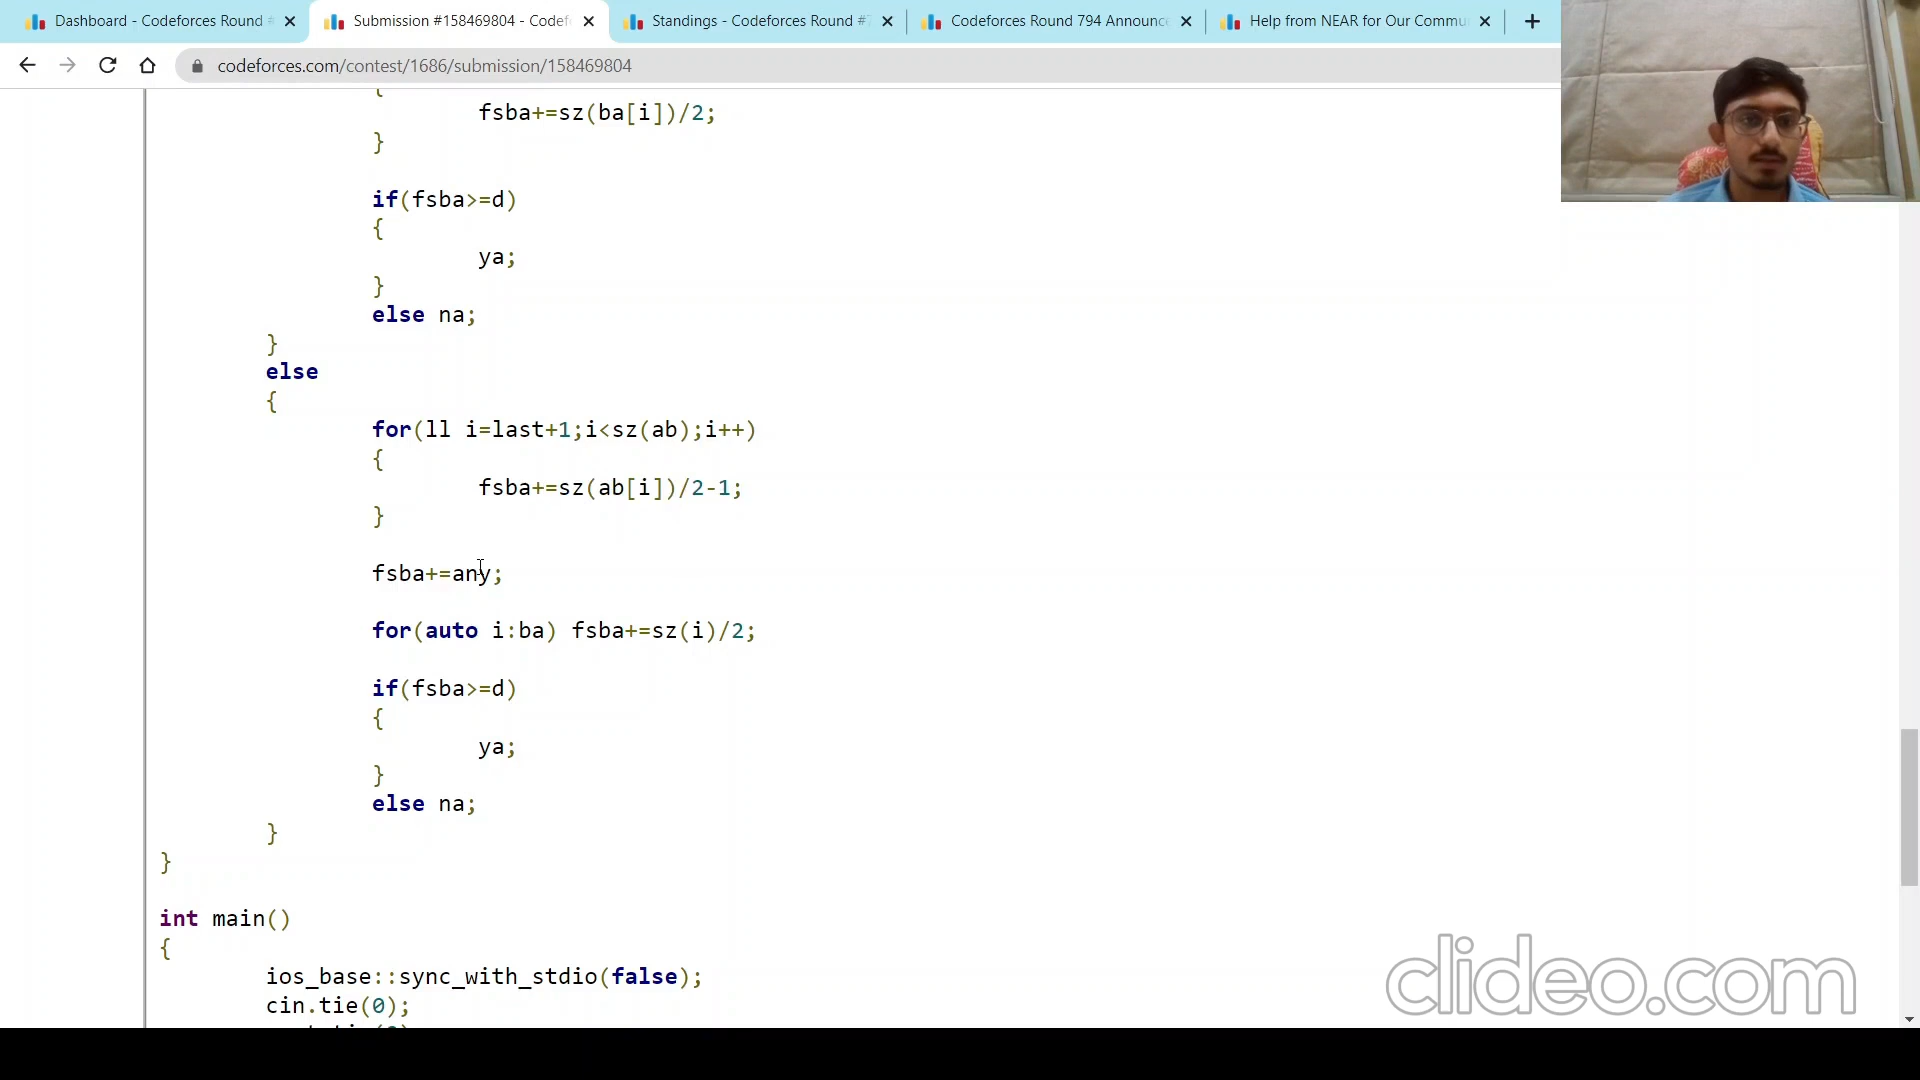 Dashboard - Codeforces Round
Submission #158469804 - Codef
Standings - Codeforces Round #
Codeforces Round 794 Announc
Help from NEAR for Our Commu
codeforces.com/contest/1686/submission/158469804
{
fsba+=sz(ba[i])/2;
}
if(fsba>=d)
{
ya;
}
else na;
}
else
{
for(ll i=last+1;i<sz(ab);i++)
{
fsba+=sz(ab[i])/2-1;
}
fsba+=any;
for(auto i:ba) fsba+=sz(i)/2;
if(fsba>=d)
{
ya;
}
else na;
}
}
int main()
{
ios_base::sync_with_stdio(false);
cin.tie(0);
clideo.com